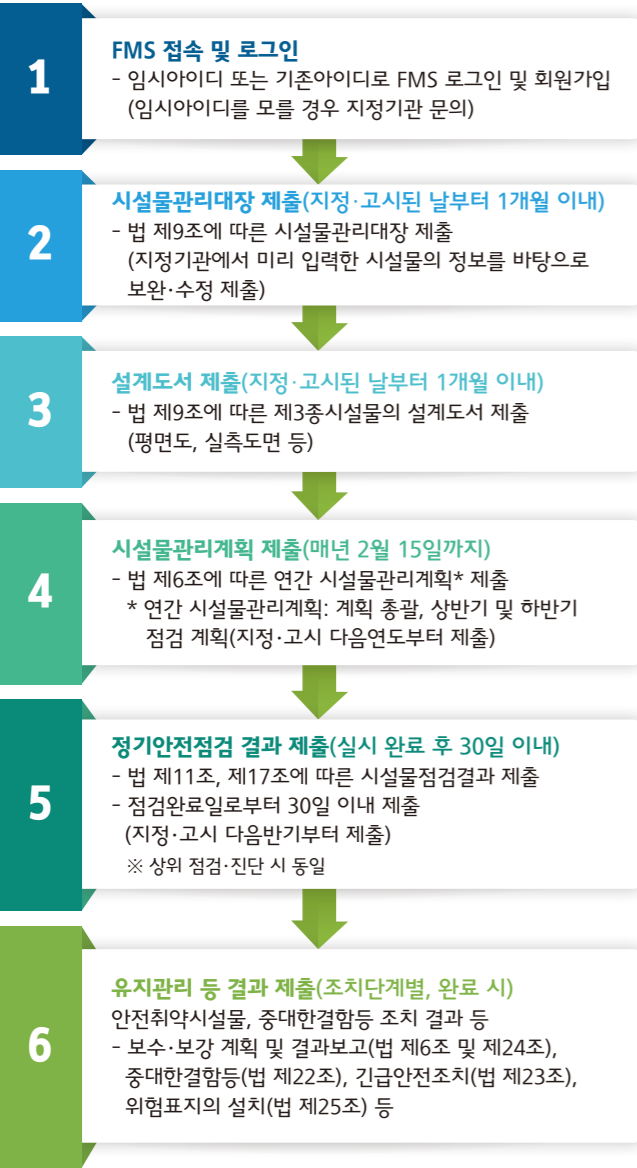 1
FMS 접속 및 로그인
- 임시아이디 또는 기존아이디로 FMS 로그인 및 회원가입
(임시아이디를 모를 경우 지정기관 문의)
2
시설물관리대장 제출(지정·고시된 날부터 1개월 이내)
- 법 제9조에 따른 시설물관리대장 제출
(지정기관에서 미리 입력한 시설물의 정보를 바탕으로
보완·수정 제출)
3
설계도서 제출(지정·고시된 날부터 1개월 이내)
- 법 제9조에 따른 제3종시설물의 설계도서 제출
(평면도, 실측도면 등)
4
시설물관리계획 제출(매년 2월 15일까지)
- 법 제6조에 따른 연간 시설물관리계획* 제출
* 연간 시설물관리계획: 계획 총괄, 상반기 및 하반기
점검 계획(지정·고시 다음연도부터 제출)
5
정기안전점검 결과 제출(실시 완료 후 30일 이내)
- 법 제11조, 제17조에 따른 시설물점검결과 제출
- 점검완료일로부터 30일 이내 제출
(지정·고시 다음반기부터 제출)
※ 상위 점검·진단 시 동일
6
유지관리 등 결과 제출(조치단계별, 완료 시)
안전취약시설물, 중대한결함등 조치 결과 등
- 보수·보강 계획 및 결과보고(법 제6조 및 제24조),
중대한결함등(법 제22조), 긴급안전조치(법 제23조),
위험표지의 설치(법 제25조) 등